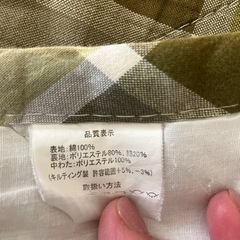 品質表示
表地:綿100%
裏地:ポリエステル80%、綿20%
中わた:ポリエステル100%
(キルティング製 許容範囲+5%、-3%)
取扱い方法